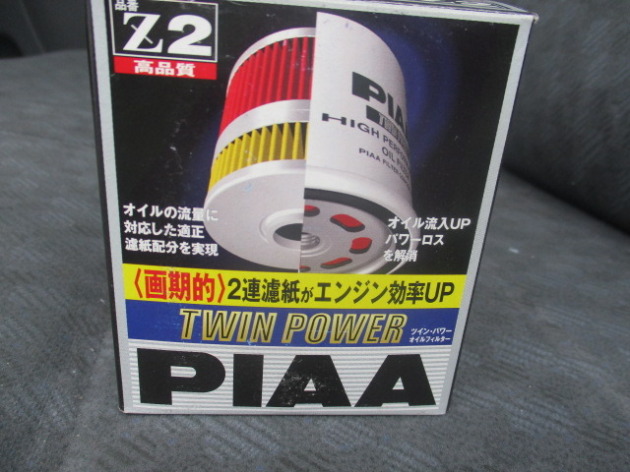 品番
Z2
高品質
PIAA
TWIN
HIGH
OIL
PIAA
オイルの流量に
対応した適正
濾紙配分を実現
オイル流入UP
パワーロス
を解消
〈画期的〉2連濾紙がエンジン効率UP
TWIN POWER
ツイン・パワー
オイルフィルター
PIAA